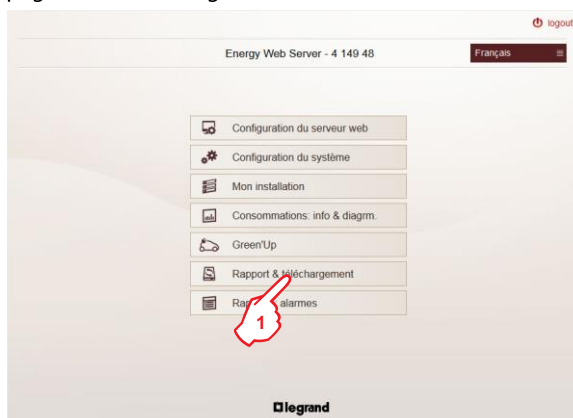 logout
Energy Web Server - 4 149 48
Français
Configuration du serveur web
Configuration du système
Mon installation
Consommations: info & diagrm.
Green'Up
Rapport & téléchargement
alarmes
1
legrand